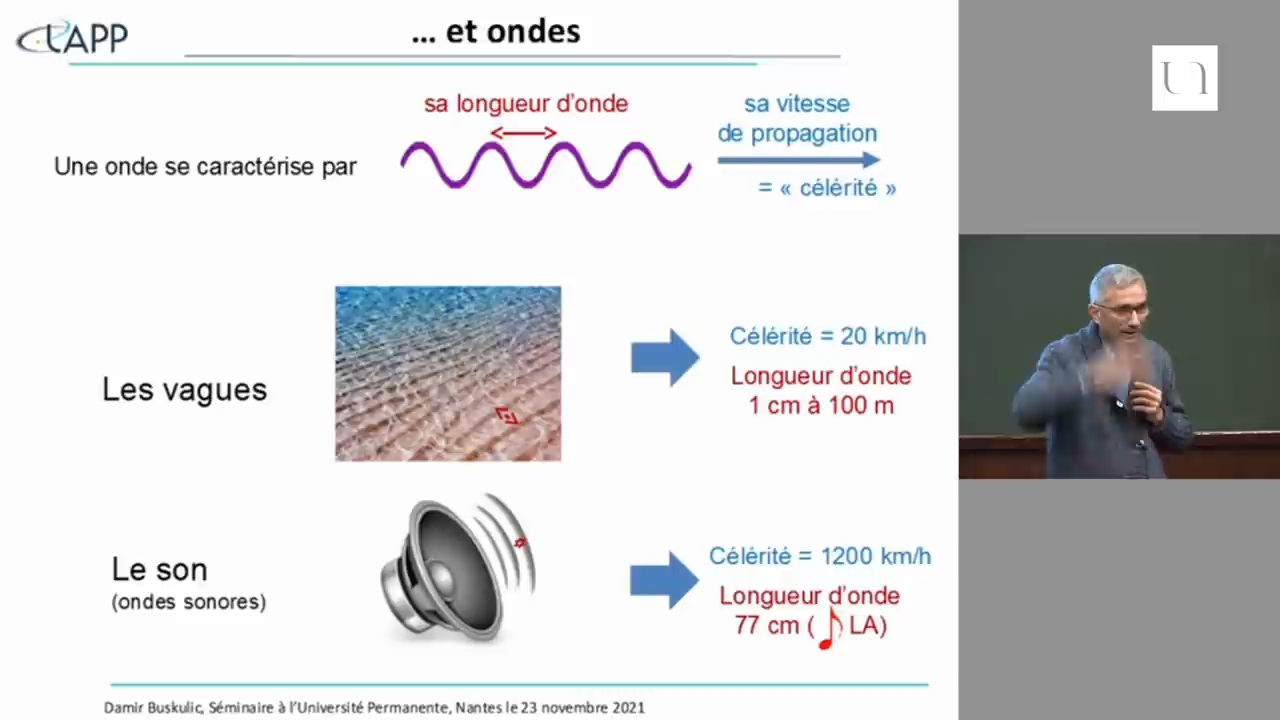 LAPP
... et ondes
sa longueur d'onde
sa vitesse
de propagation
Une onde se caractérise par
= « célérité »
Les vagues
Célérité = 20 km/h
Longueur d'onde
1 cm à 100 m
Le son
(ondes sonores)
Célérité = 1200 km/h
Longueur d'onde
77 cm ( LA)
Damir Buskulic, Séminaire à l'Université Permanente, Nantes le 23 novembre 2021